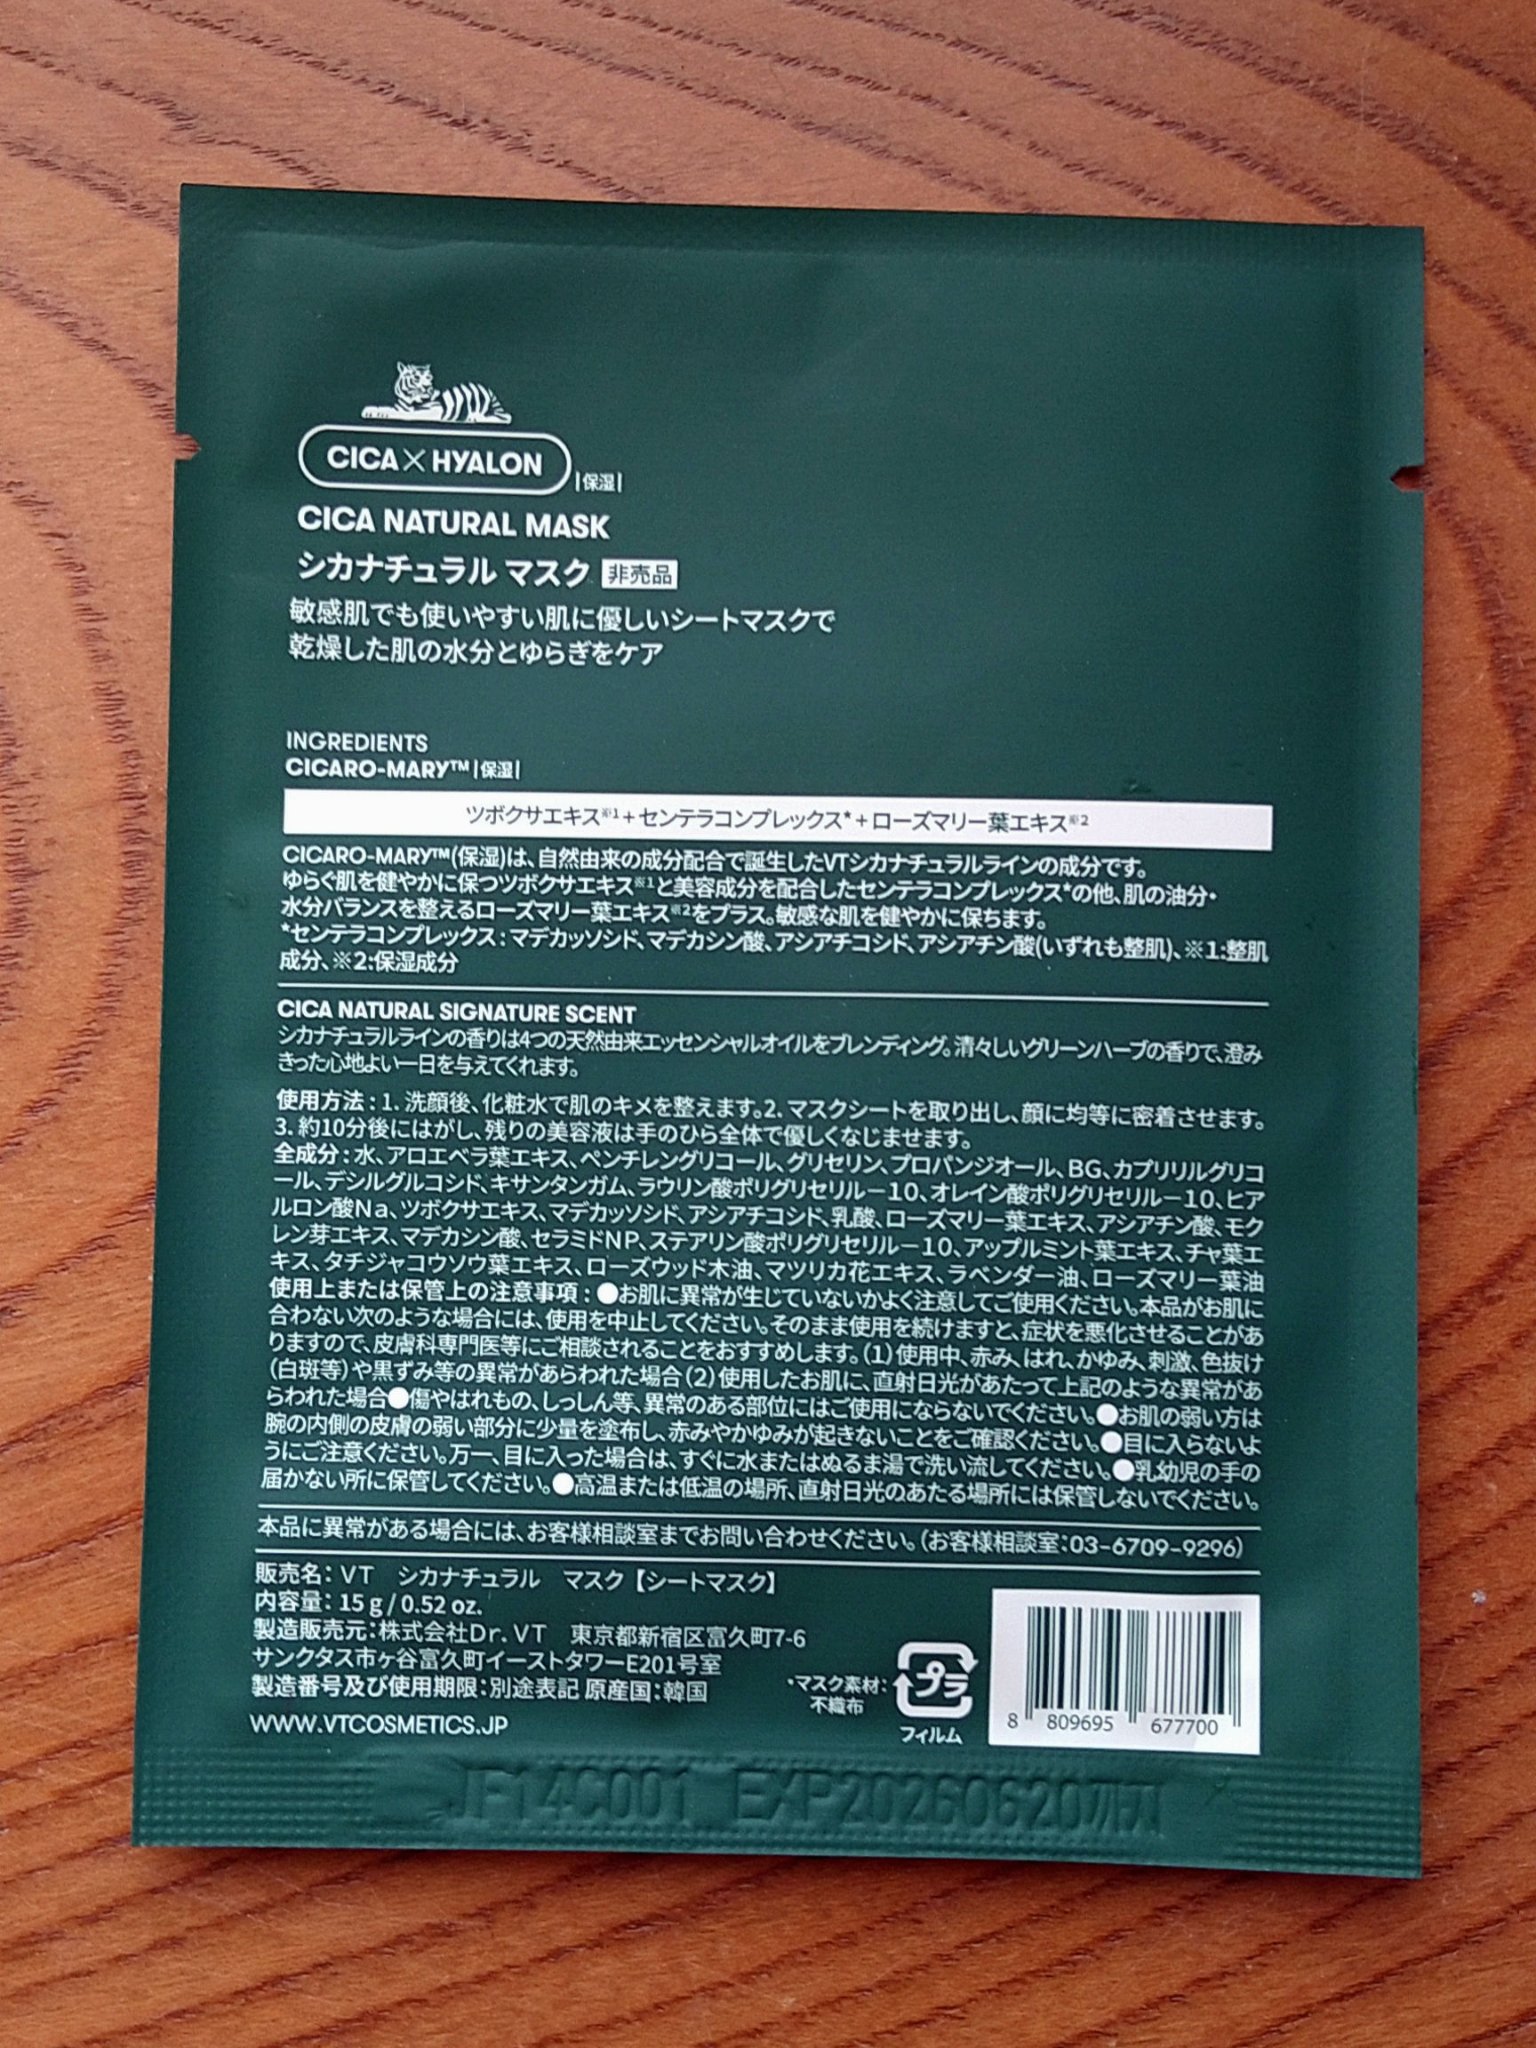 CICA×HYALON |保湿|
CICA NATURAL MASK
シカナチュラル マスク 非売品
敏感肌でも使いやすい肌に優しいシートマスクで
乾燥した肌の水分とゆらぎをケア
INGREDIENTS
CICARO-MARY™ |保湿|
ツボクサエキス※1 + センテラコンプレックス* + ローズマリー葉エキス※2
CICARO-MARY™(保湿)は、自然由来の成分配合で誕生したVTシカナチュラルラインの成分です。
ゆらぐ肌を健やかに保つツボクサエキス※1と美容成分を配合したセンテラコンプレックス*の他、肌の油分・
水分バランスを整えるローズマリー葉エキス※2をプラス。敏感な肌を健やかに保ちます。
*センテラコンプレックス : マデカッソシド、マデカシン酸、アシアチコシド、アシアチン酸(いずれも整肌)、※1:整肌
成分、※2:保湿成分
CICA NATURAL SIGNATURE SCENT
シカナチュラルラインの香りは4つの天然由来エッセンシャルオイルをブレンディング。清々しいグリーンハーブの香りで、澄み
きった心地よい一日を与えてくれます。
使用方法 : 1. 洗顔後、化粧水で肌のキメを整えます。2. マスクシートを取り出し、顔に均等に密着させます。
3. 約10分後にはがし、残りの美容液は手のひら全体で優しくなじませます。
全成分 : 水、アロエベラ葉エキス、ペンチレングリコール、グリセリン、プロパンジオール、BG、カプリリルグリコ
ール、デシルグルコシド、キサンタンガム、ラウリン酸ポリグリセリル－10、オレイン酸ポリグリセリル－10、ヒア
ルロン酸Na、ツボクサエキス、マデカッソシド、アシアチコシド、乳酸、ローズマリー葉エキス、アシアチン酸、モク
レン芽エキス、マデカシン酸、セラミドNP、ステアリン酸ポリグリセリル－10、アップルミント葉エキス、チャ葉エ
キス、タチジャコウソウ葉エキス、ローズウッド木油、マツリカ花エキス、ラベンダー油、ローズマリー葉油
使用上または保管上の注意事項 : ●お肌に異常が生じていないかよく注意してご使用ください。本品がお肌に
合わない次のような場合には、使用を中止してください。そのまま使用を続けますと、症状を悪化させることがあ
りますので、皮膚科専門医等にご相談されることをおすすめします。(1)使用中、赤み、はれ、かゆみ、刺激、色抜け
(白斑等)や黒ずみ等の異常があらわれた場合(2)使用したお肌に、直射日光があたって上記のような異常があ
らわれた場合●傷やはれもの、しっしん等、異常のある部位にはご使用にならないでください。●お肌の弱い方は
腕の内側の皮膚の弱い部分に少量を塗布し、赤みやかゆみが起きないことをご確認ください。●目に入らないよ
うにご注意ください。万一、目に入った場合は、すぐに水またはぬるま湯で洗い流してください。●乳幼児の手の
届かない所に保管してください。●高温または低温の場所、直射日光のあたる場所には保管しないでください。
本品に異常がある場合には、お客様相談室までお問い合わせください。(お客様相談室:03-6709-9296)
販売名: VT シカナチュラル マスク【シートマスク】
内容量: 15 g / 0.52 oz.
製造販売元:株式会社Dr. VT 東京都新宿区富久町7-6
サンクタス市ヶ谷富久町イーストタワーE201号室
製造番号及び使用期限:別途表記 原産国:韓国
WWW.VTCOSMETICS.JP
・マスク素材:
不織布
プラ
フィルム
8 809695 677700
JF14C001 EXP20260620까지